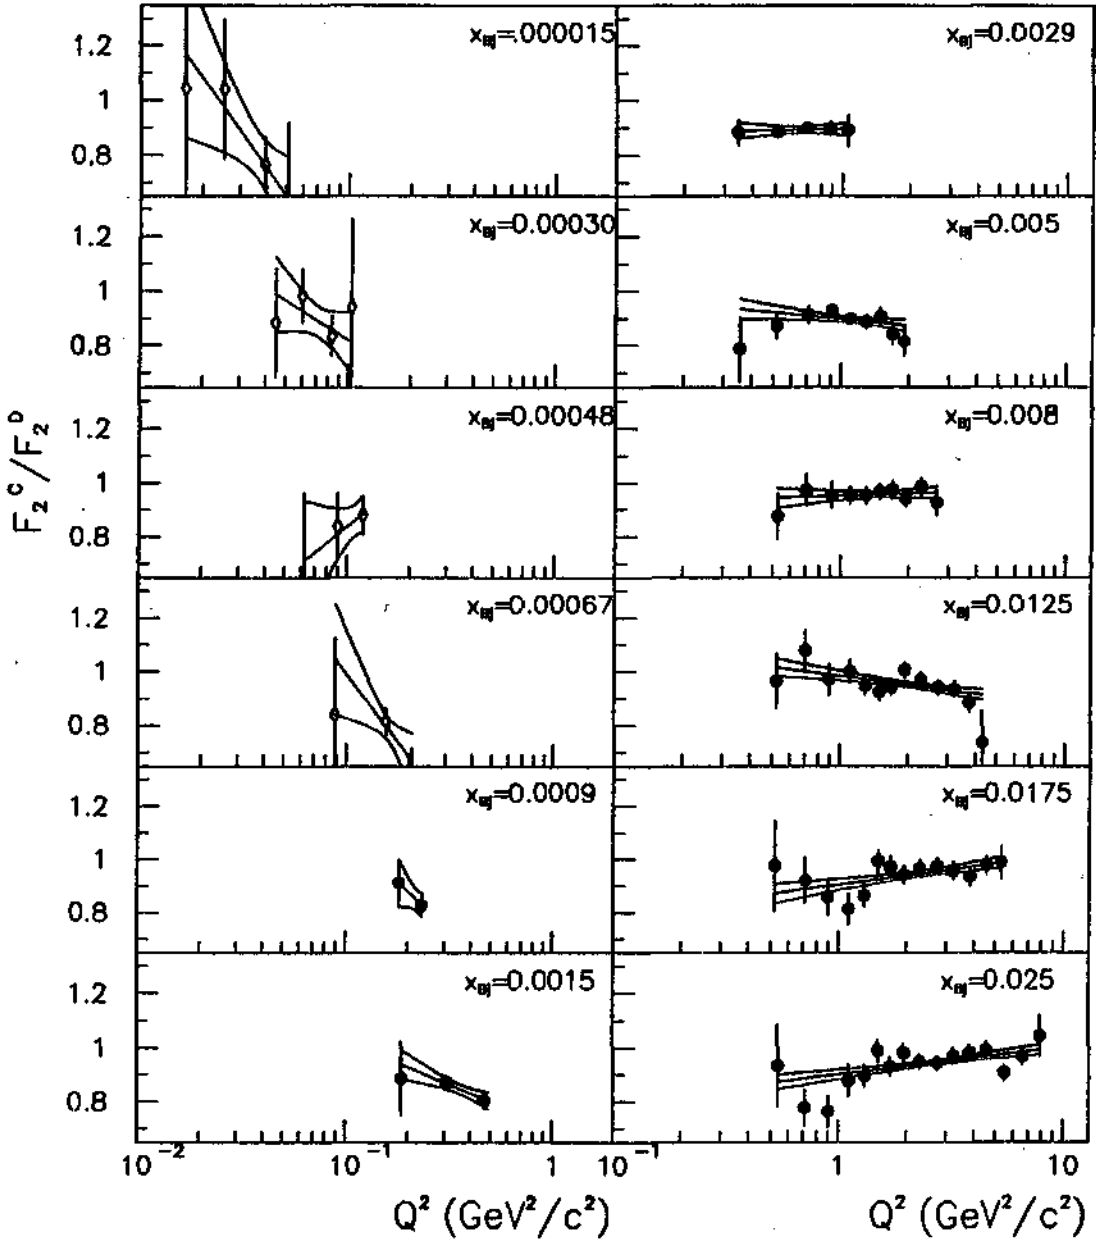 x_Bj=.000015
x_Bj=0.0029
1.2
1
0.8
x_Bj=0.00030
x_Bj=0.005
1.2
1
0.8
x_Bj=0.00048
x_Bj=0.008
1.2
1
0.8
F_2^C/F_2^D
x_Bj=0.00067
x_Bj=0.0125
1.2
1
0.8
x_Bj=0.0009
x_Bj=0.0175
1.2
1
0.8
x_Bj=0.0015
x_Bj=0.025
1.2
1
0.8
10^-2 10^-1 1 10^-1 1 10
Q^2 (GeV^2/c^2) Q^2 (GeV^2/c^2)